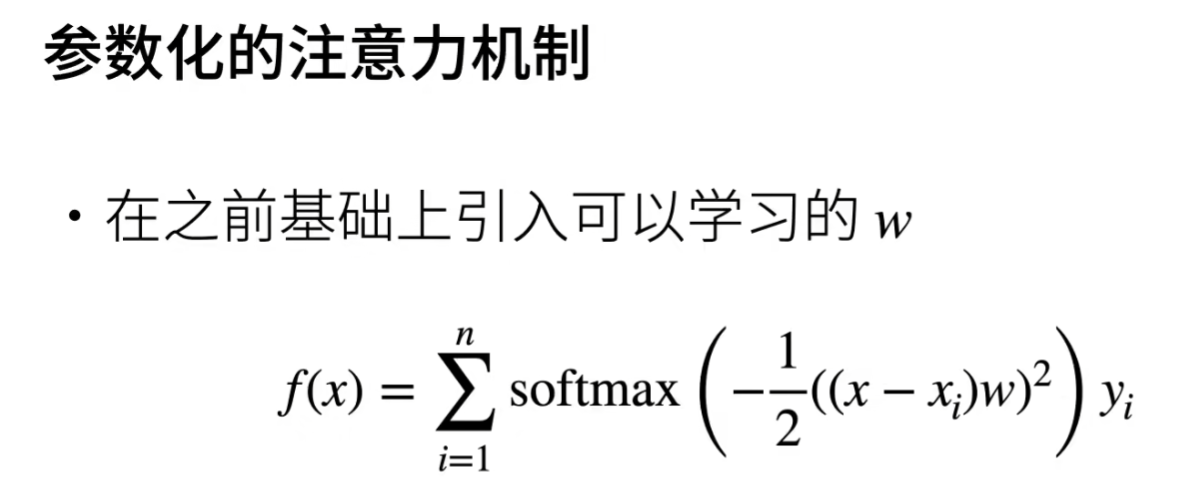 参数化的注意力机制
• 在之前基础上引入可以学习的 w
f(x) = \sum_{i=1}^{n} softmax \left( -\frac{1}{2}((x - x_i)w)^2 \right) y_i